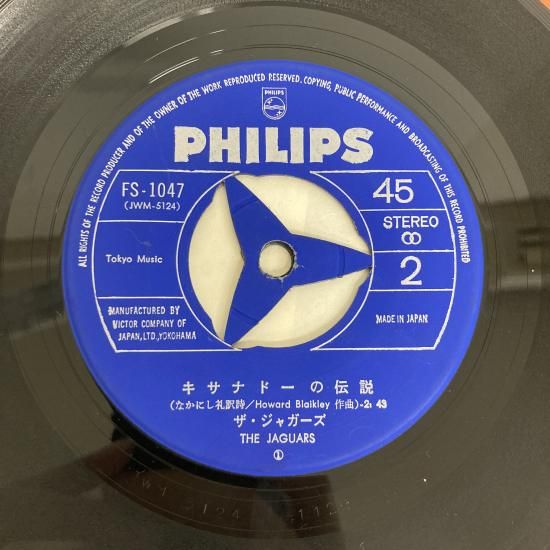 ALL RIGHTS OF THE RECORD PRODUCER AND OF THE OWNER OF THE WORK REPRODUCED RESERVED. COPYING, PUBLIC PERFORMANCE AND BROADCASTING OF THIS RECORD PROHIBITED
PHILIPS
PHILIPS
FS-1047
(JWM-5124)
45
STEREO
2
Tokyo Music
MANUFACTURED BY
VICTOR COMPANY OF
JAPAN,LTD.,YOKOHAMA
MADE IN JAPAN
キサナドーの伝説
(なかにし礼訳詩/Howard Blaikley 作曲)-2:43
ザ・ジャガーズ
THE JAGUARS
①